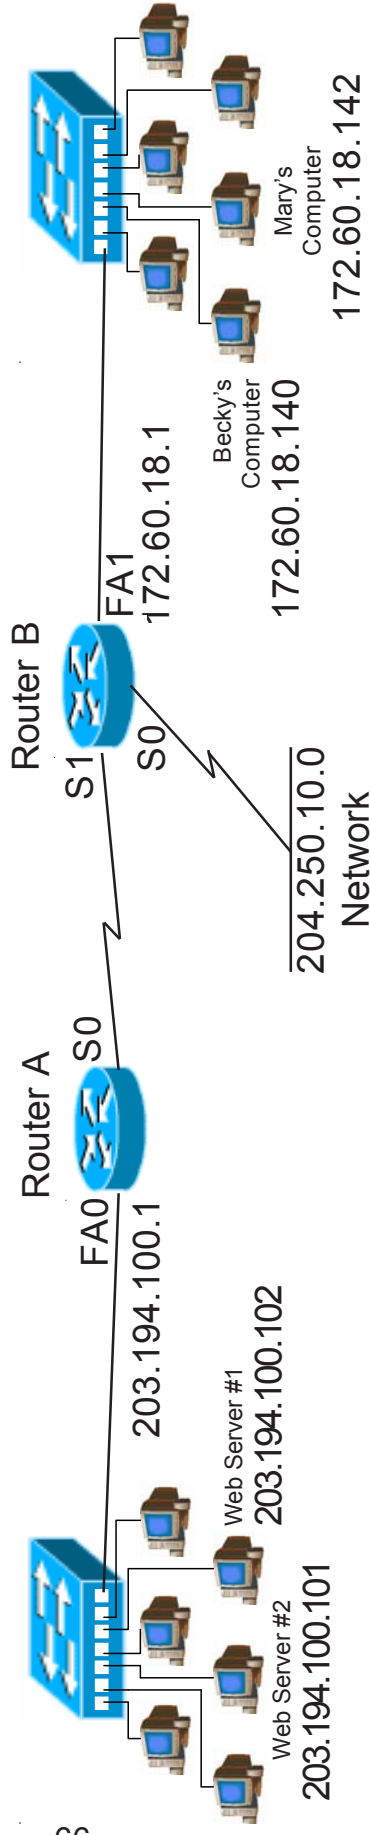 Router A
Router B
FA0
S0
S1
S0
FA1
203.194.100.1
172.60.18.1
Web Server #1
203.194.100.102
Web Server #2
203.194.100.101
204.250.10.0
Network
Becky's
Computer
172.60.18.140
Mary's
Computer
172.60.18.142